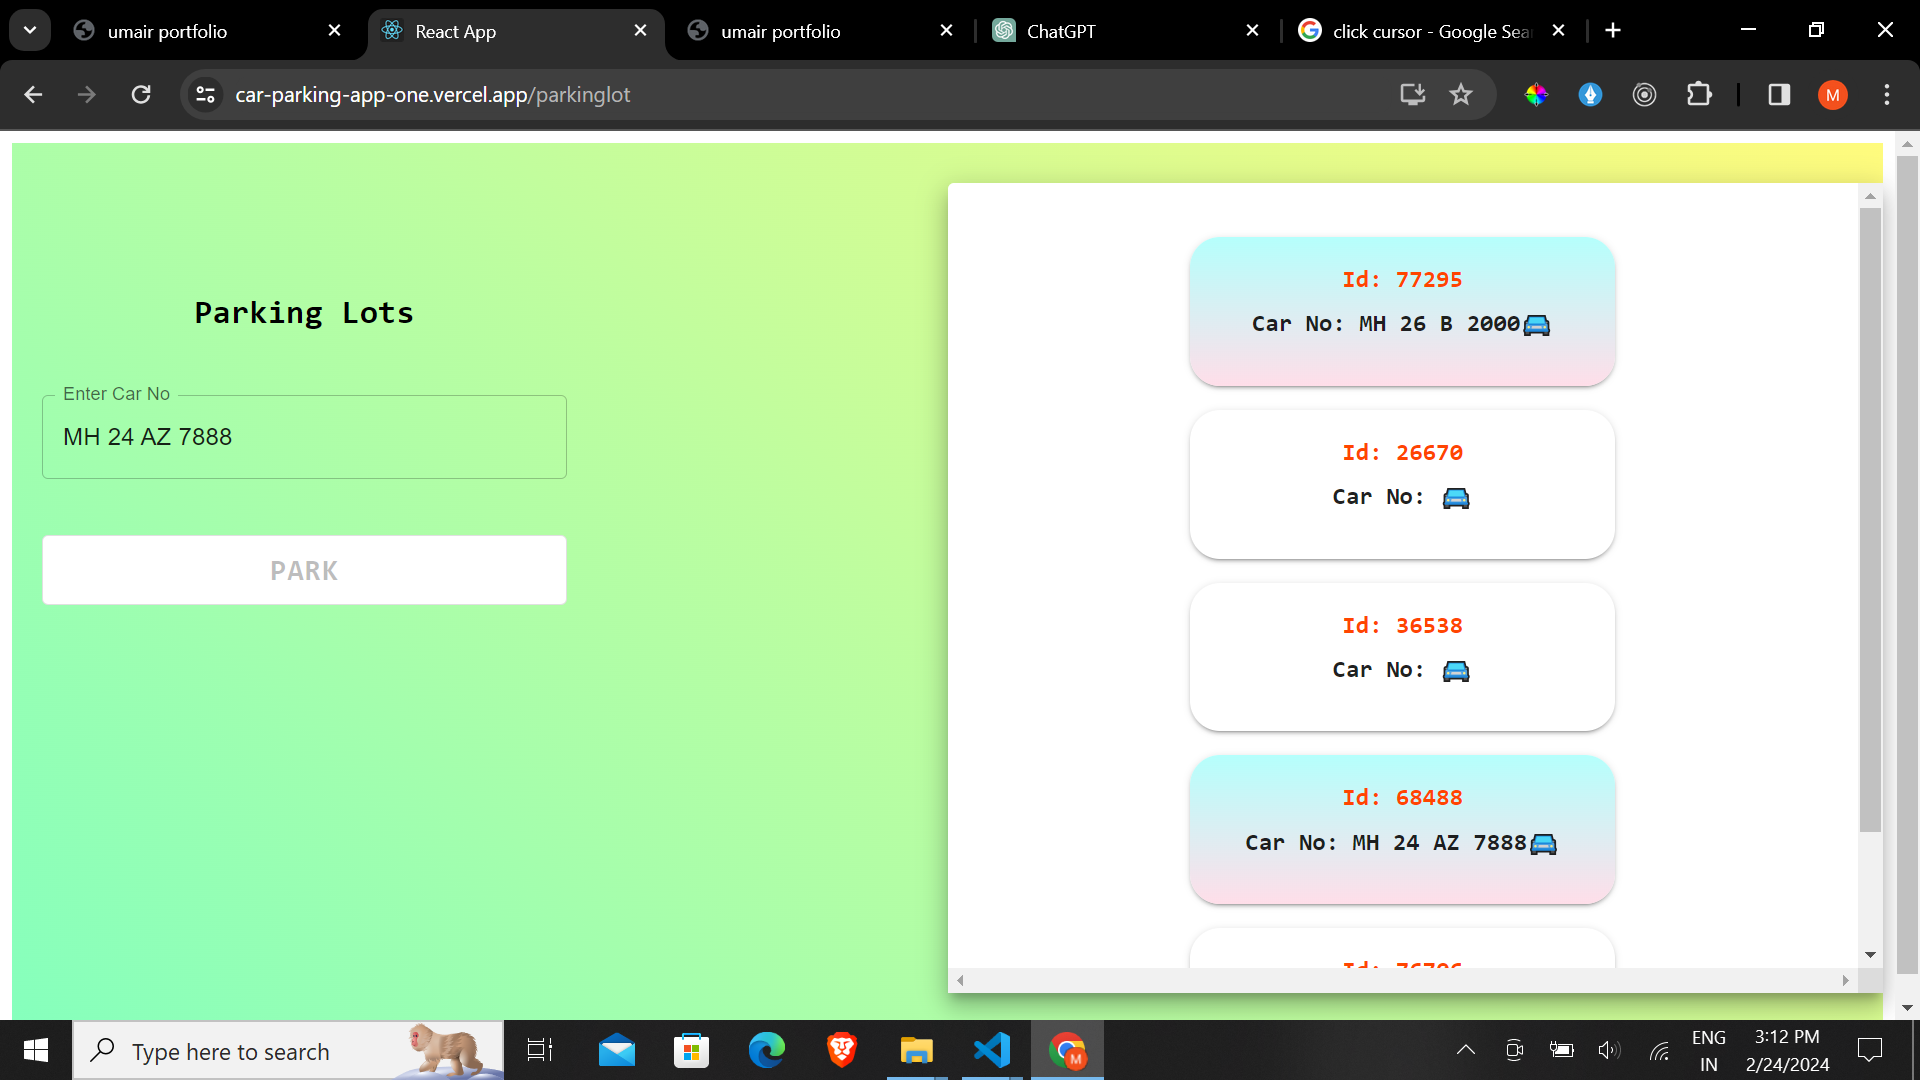 umair portfolio
React App
umair portfolio
ChatGPT
click cursor - Google Sear
car-parking-app-one.vercel.app/parkinglot
M
Parking Lots
Enter Car No
MH 24 AZ 7888
PARK
Id: 77295
Car No: MH 26 B 2000
Id: 26670
Car No:
Id: 36538
Car No:
Id: 68488
Car No: MH 24 AZ 7888
Type here to search
M
ENG
IN
3:12 PM
2/24/2024